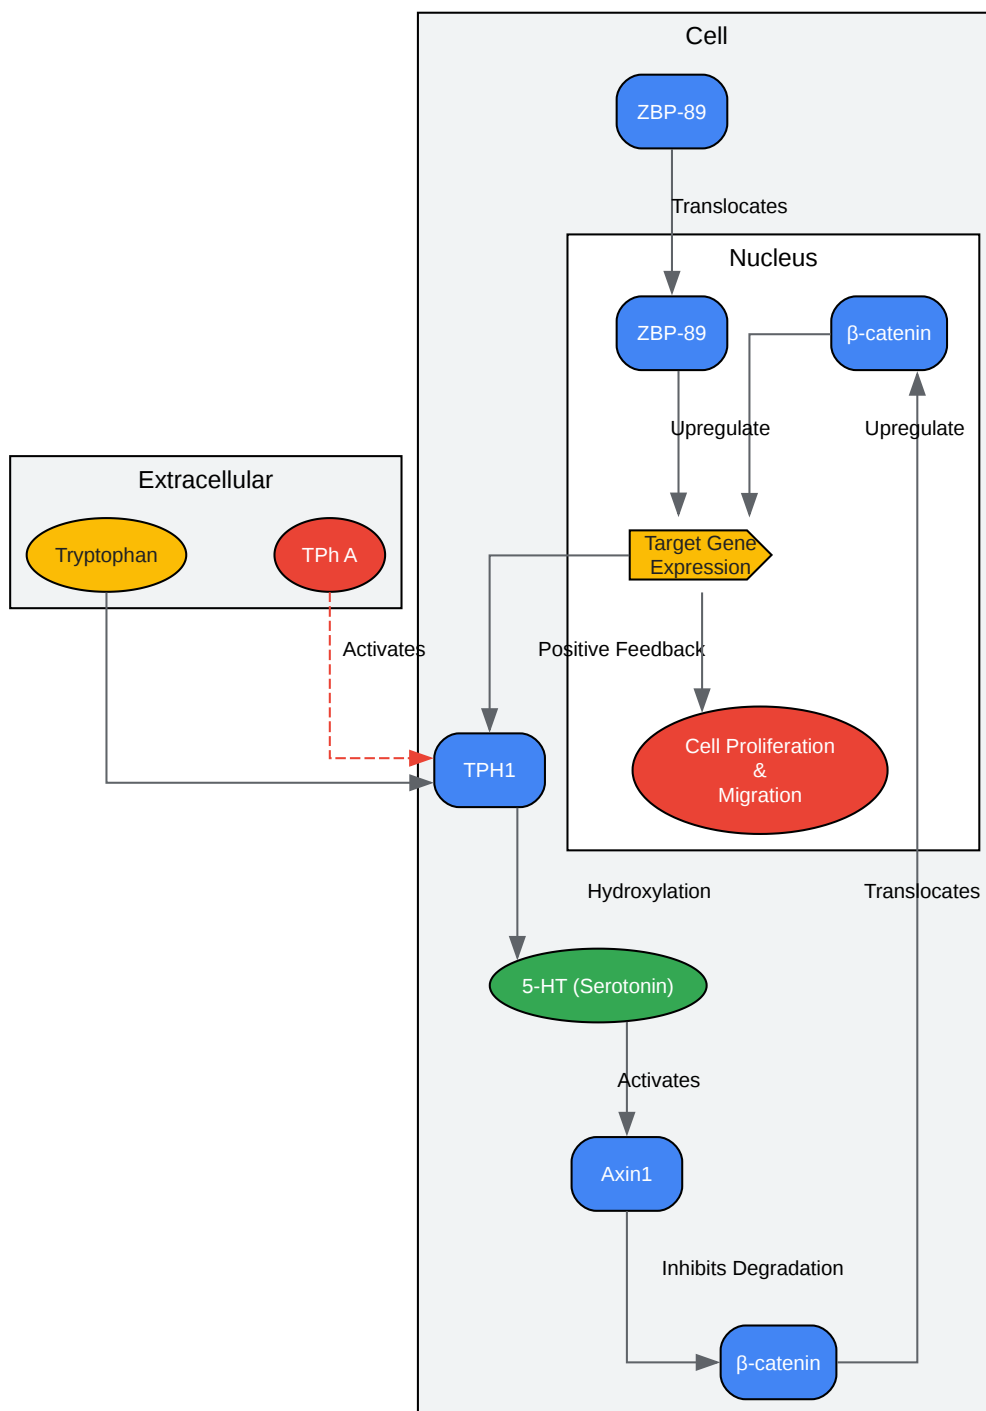 Cell
ZBP-89
Translocates
Nucleus
ZBP-89
β-catenin
Upregulate
Upregulate
Extracellular
Tryptophan
TPh A
Target Gene
Expression
Activates
Positive Feedback
TPH1
Cell Proliferation
&
Migration
Hydroxylation
Translocates
5-HT (Serotonin)
Activates
Axin1
Inhibits Degradation
β-catenin